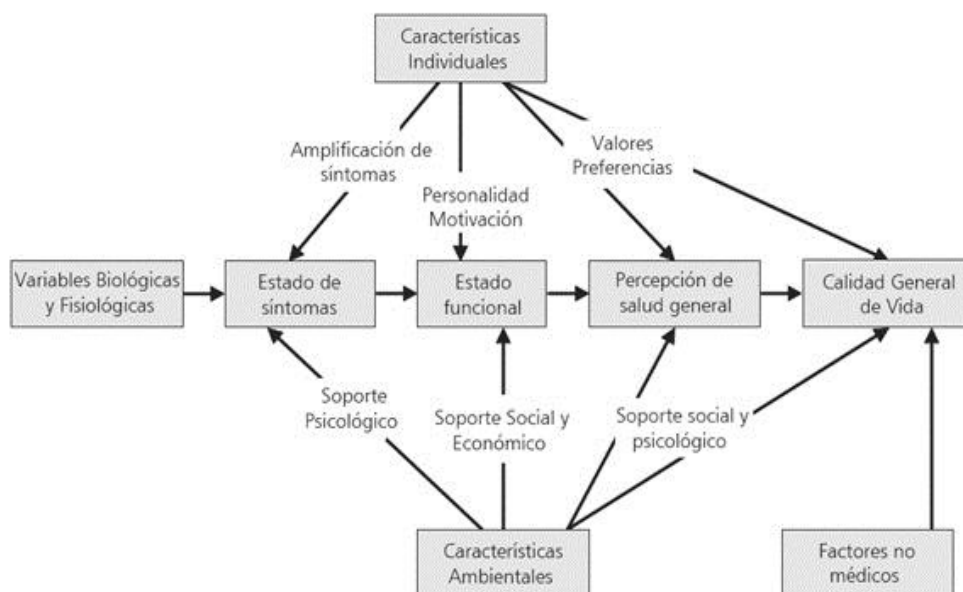 Características
Individuales
Amplificación de
síntomas
Valores
Preferencias
Personalidad
Motivación
Variables Biológicas
y Fisiológicas
Estado de
síntomas
Estado
funcional
Percepción de
salud general
Calidad General
de Vida
Soporte
Psicológico
Soporte Social y
Económico
Soporte social y
psicológico
Características
Ambientales
Factores no
médicos